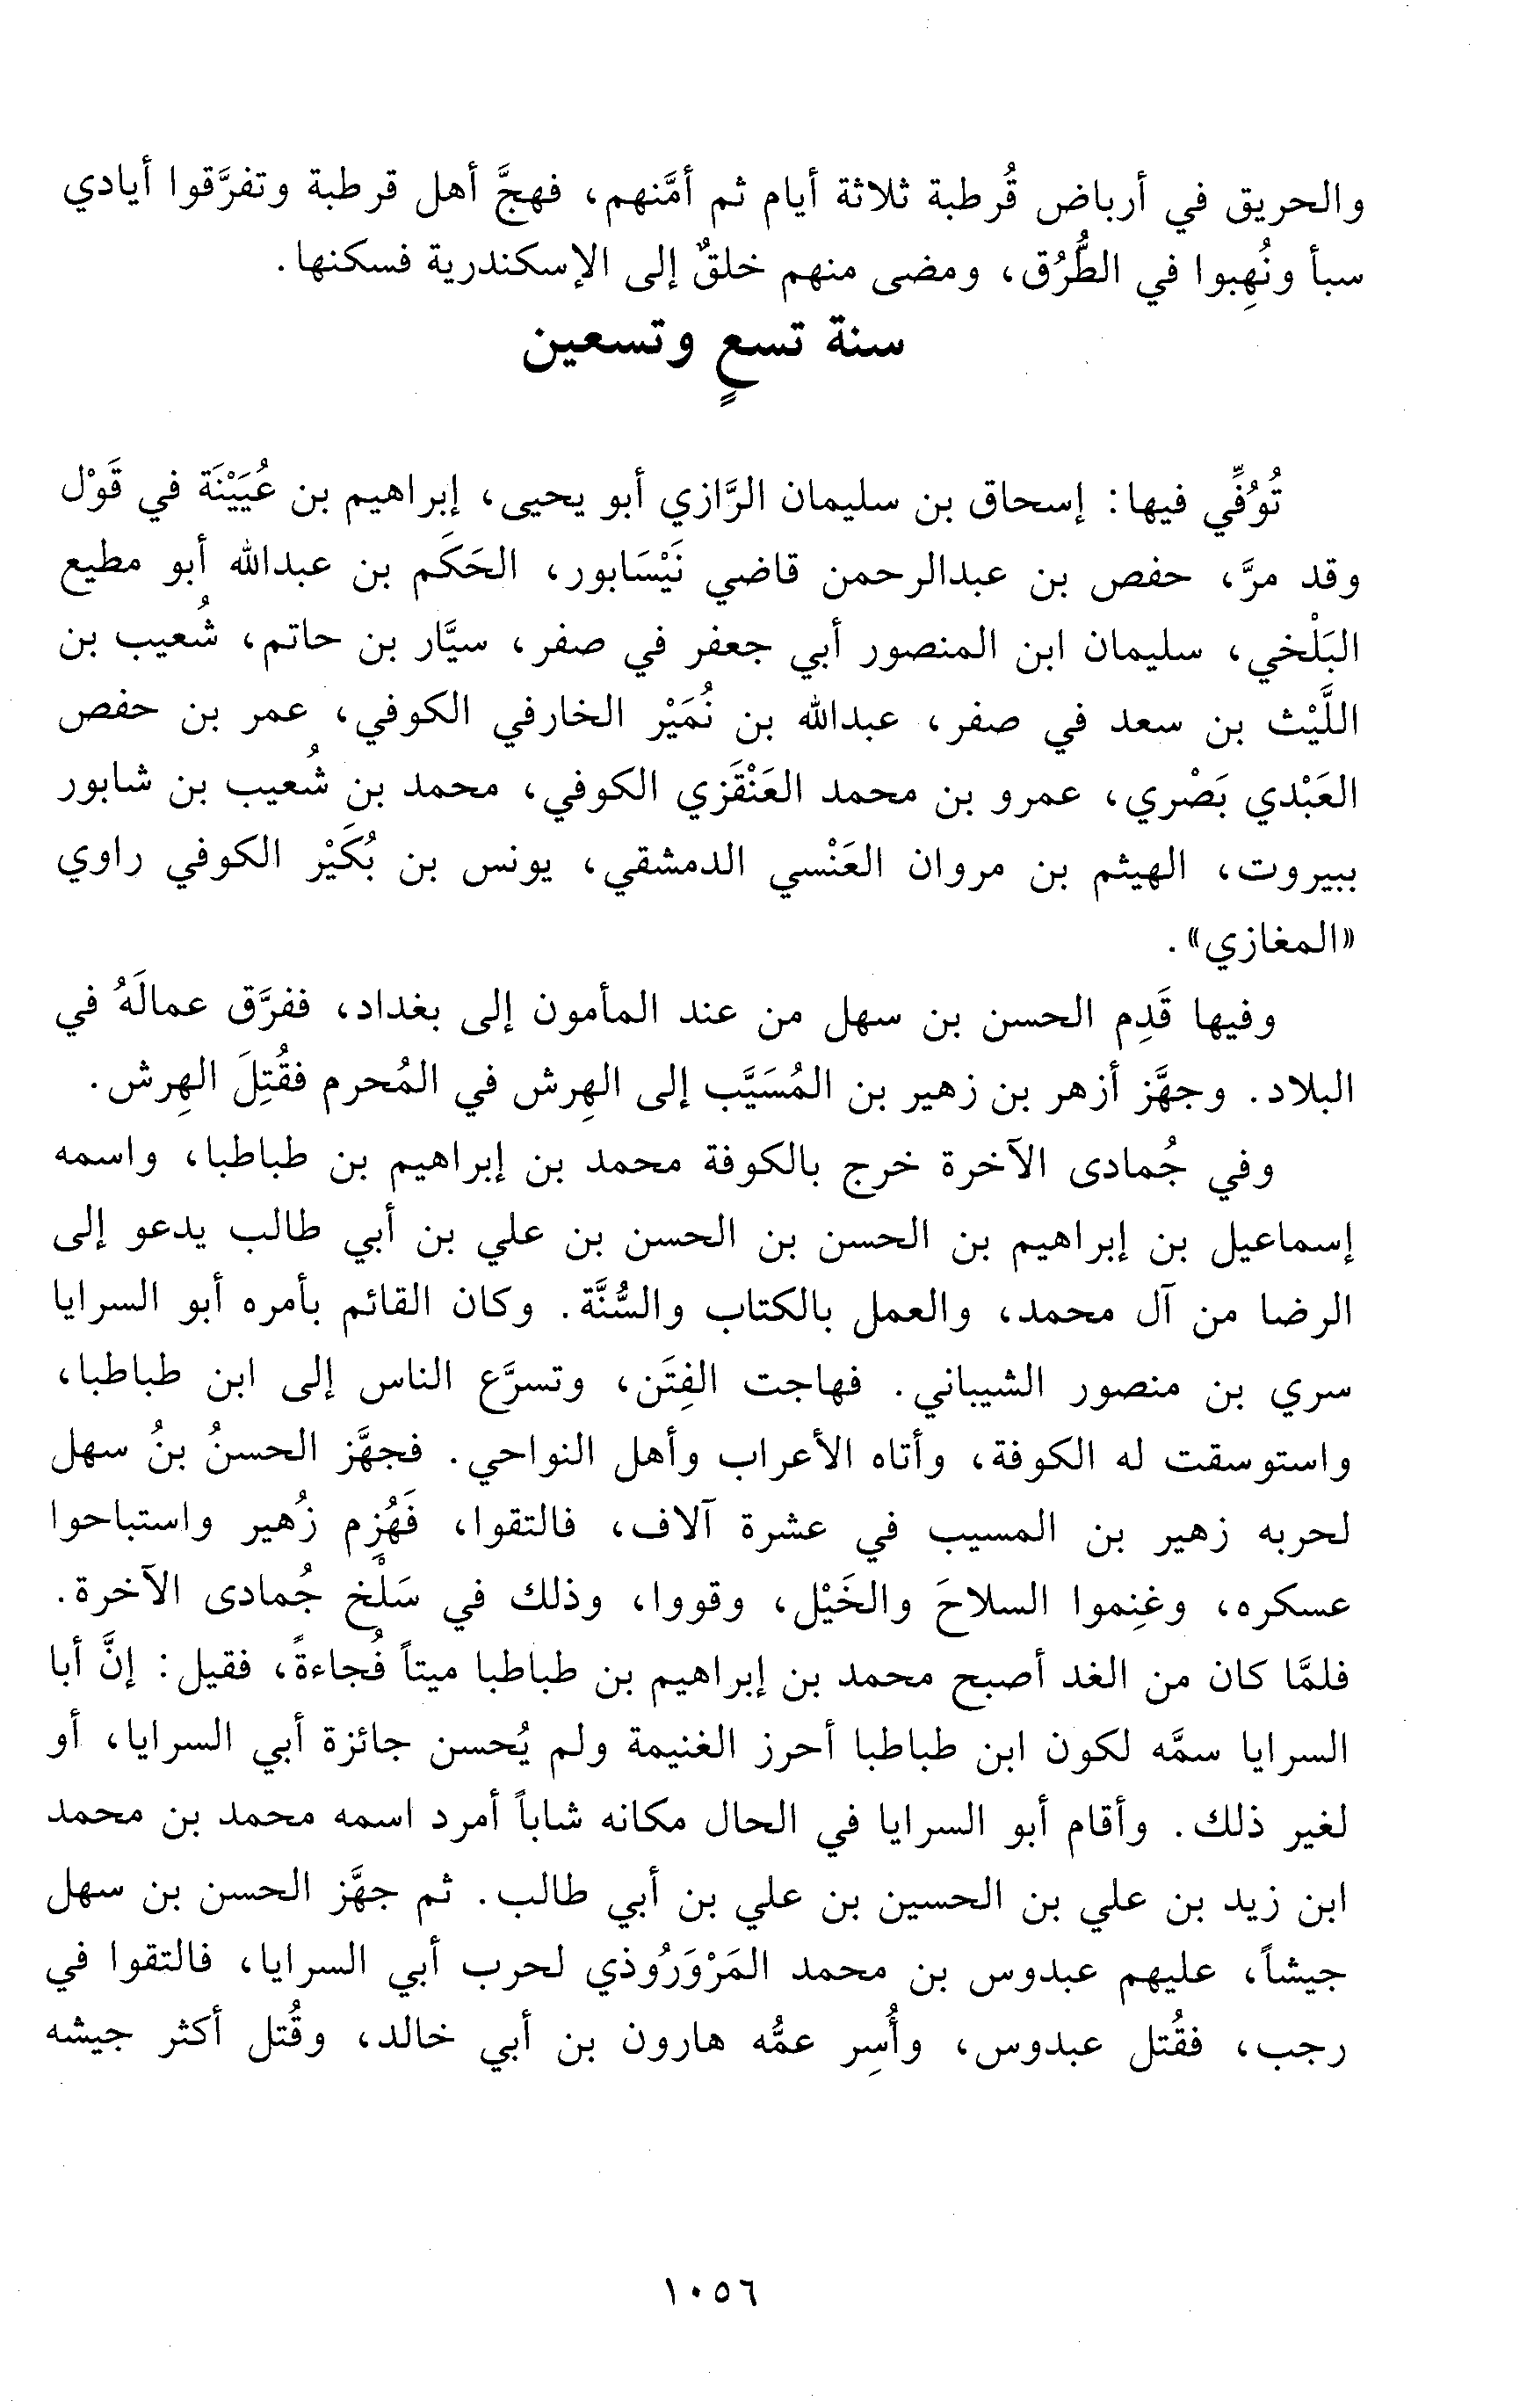 والحريق في أرباض قُرطبة ثلاثة أيام ثم أمَّنهم، فهجَّ أهل قرطبة وتفرَّقوا أيادي
سبأ ونُهِبوا في الطُّرُق، ومضى منهم خلقٌ إلى الإسكندرية فسكنها.
سنة تسعٍ وتسعين
تُوُفِّي فيها: إسحاق بن سليمان الرَّازي أبو يحيى، إبراهيم بن عُيَيْنَة في قَوْل
وقد مرَّ، حفص بن عبدالرحمن قاضي نَيْسَابور، الحَكَم بن عبدالله أبو مطيع
البَلْخي، سليمان ابن المنصور أبي جعفر في صفر، سيَّار بن حاتم، شُعيب بن
اللَّيْث بن سعد في صفر، عبدالله بن نُمَيْر الخارفي الكوفي، عمر بن حفص
العَبْدي بَصْري، عمرو بن محمد العَنْقَزي الكوفي، محمد بن شُعيب بن شابور
ببيروت، الهيثم بن مروان العَنْسي الدمشقي، يونس بن بُكَيْر الكوفي راوي
«المغازي».
وفيها قَدِم الحسن بن سهل من عند المأمون إلى بغداد، ففرَّق عمالَهُ في
البلاد. وجهَّز أزهر بن زهير بن المُسَيَّب إلى الهِرش في المُحرم فقُتِلَ الهِرش.
وفي جُمادى الآخرة خرج بالكوفة محمد بن إبراهيم بن طباطبا، واسمه
إسماعيل بن إبراهيم بن الحسن بن الحسن بن علي بن أبي طالب يدعو إلى
الرضا من آل محمد، والعمل بالكتاب والسُّنَّة. وكان القائم بأمره أبو السرايا
سري بن منصور الشيباني. فهاجت الفِتَن، وتسرَّع الناس إلى ابن طباطبا،
واستوسقت له الكوفة، وأتاه الأعراب وأهل النواحي. فجهَّز الحسنُ بنُ سهل
لحربه زهير بن المسيب في عشرة آلاف، فالتقوا، فَهُزِم زُهير واستباحوا
عسكره، وغنِموا السلاحَ والخَيْل، وقووا، وذلك في سَلْخ جُمادى الآخرة.
فلمَّا كان من الغد أصبح محمد بن إبراهيم بن طباطبا ميتاً فُجاءةً، فقيل: إنَّ أبا
السرايا سمَّه لكون ابن طباطبا أحرز الغنيمة ولم يُحسن جائزة أبي السرايا، أو
لغير ذلك. وأقام أبو السرايا في الحال مكانه شاباً أمرد اسمه محمد بن محمد
ابن زيد بن علي بن الحسين بن علي بن أبي طالب. ثم جهَّز الحسن بن سهل
جيشاً، عليهم عبدوس بن محمد المَرْوَرُوذي لحرب أبي السرايا، فالتقوا في
رجب، فقُتل عبدوس، وأُسِر عمُّه هارون بن أبي خالد، وقُتل أكثر جيشه
١٠٥٦